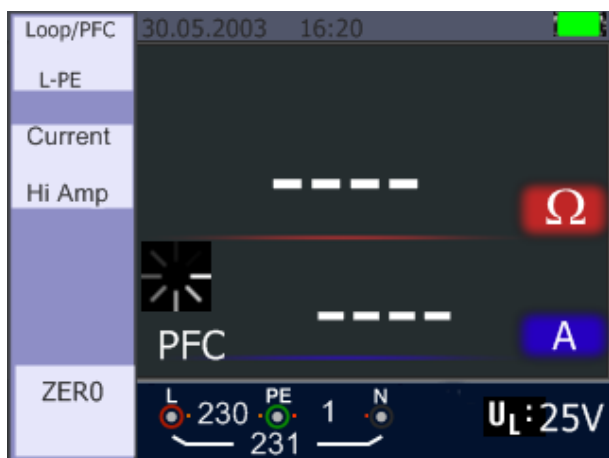 Loop/PFC
30.05.2003 16:20
L-PE
Current
Hi Amp
----
Ω
----
PFC
A
ZER0
L PE N
230 1
231
UL:25V